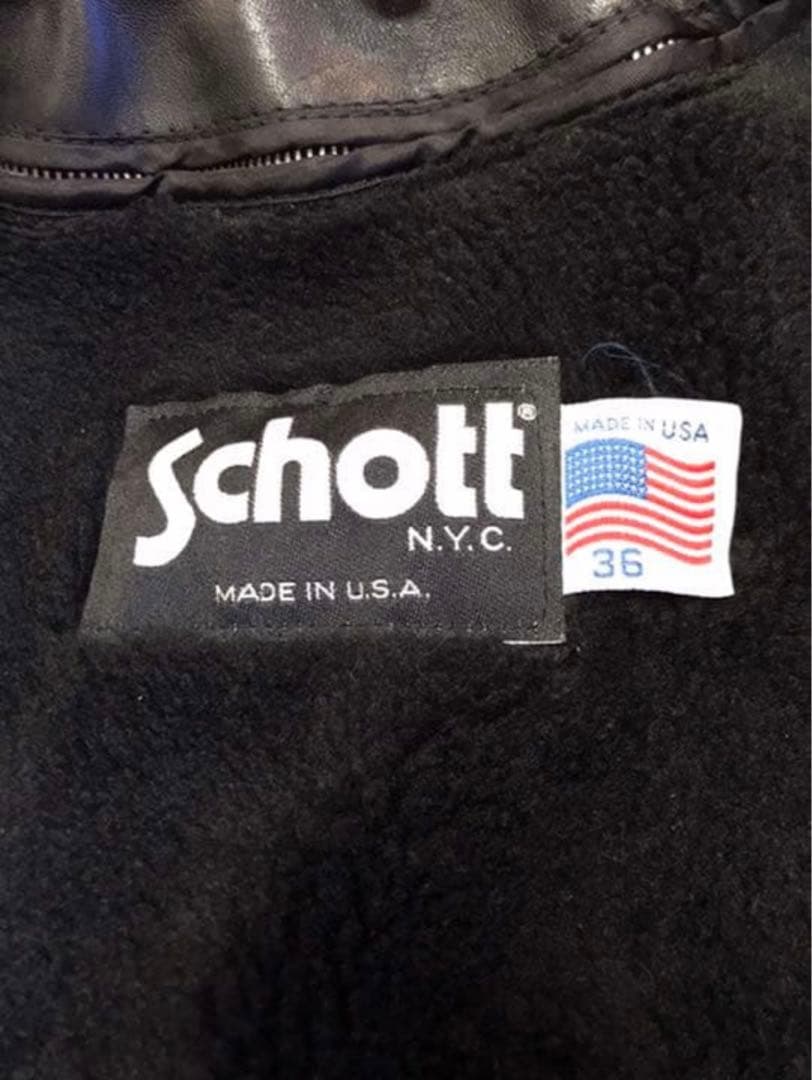 Schott®
N.Y.C.
MADE IN U.S.A.
MADE IN USA
36